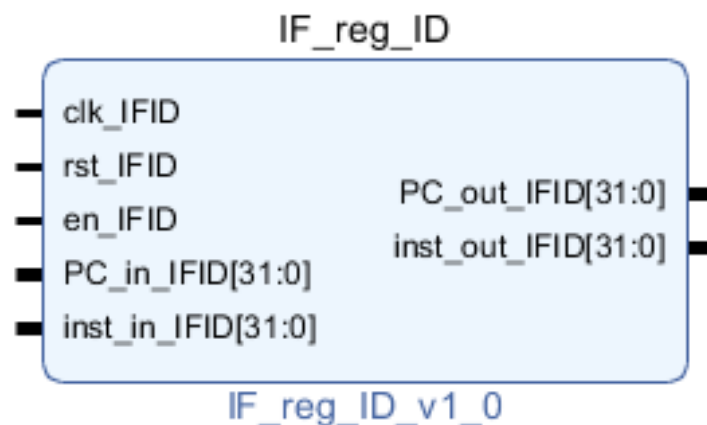 IF_reg_ID
clk_IFID
rst_IFID
en_IFID
PC_in_IFID[31:0]
inst_in_IFID[31:0]
PC_out_IFID[31:0]
inst_out_IFID[31:0]
IF_reg_ID_v1_0